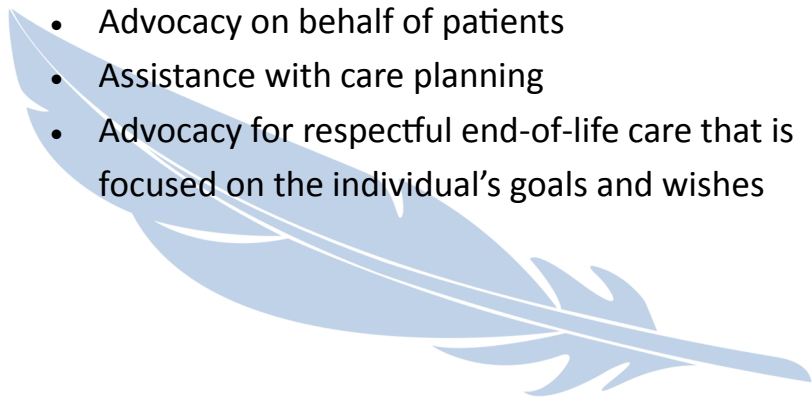 • Advocacy on behalf of patients
• Assistance with care planning
• Advocacy for respectful end-of-life care that is
focused on the individual’s goals and wishes